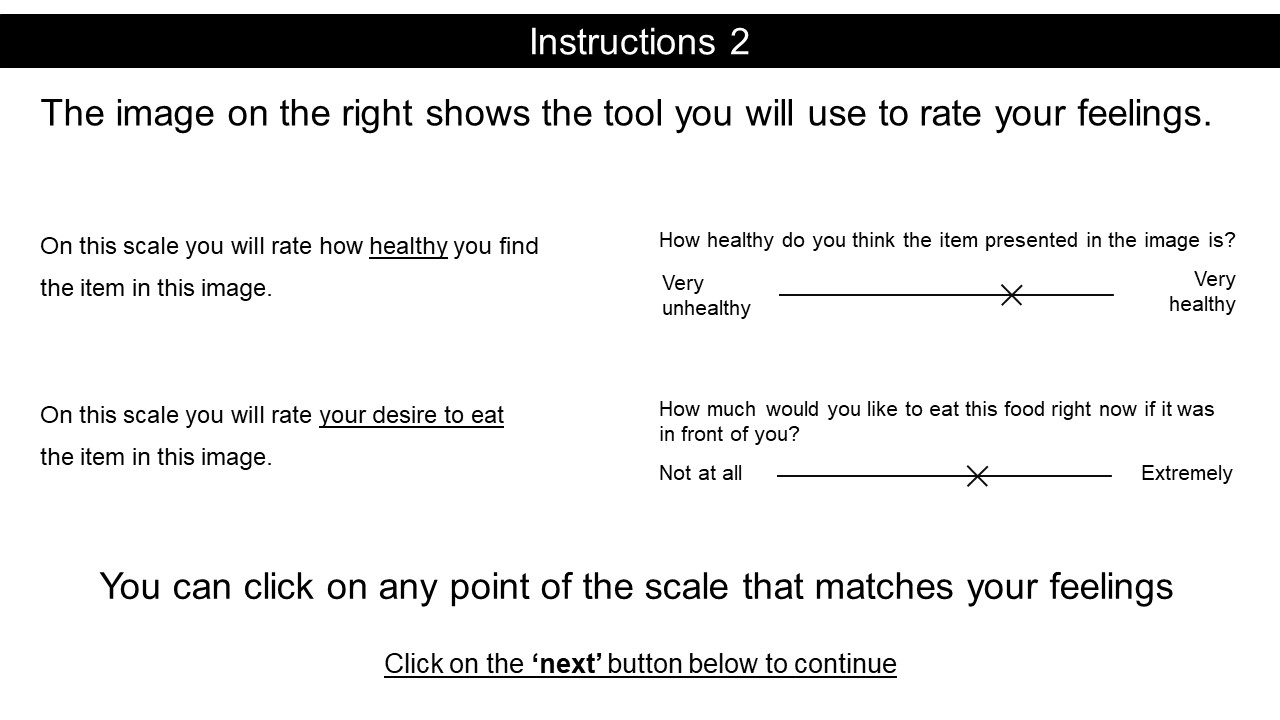 Instructions 2
The image on the right shows the tool you will use to rate your feelings.
On this scale you will rate how healthy you find
the item in this image.
How healthy do you think the item presented in the image is?
Very
unhealthy
Very
healthy
On this scale you will rate your desire to eat
the item in this image.
How much would you like to eat this food right now if it was
in front of you?
Not at all
Extremely
You can click on any point of the scale that matches your feelings
Click on the ‘next’ button below to continue